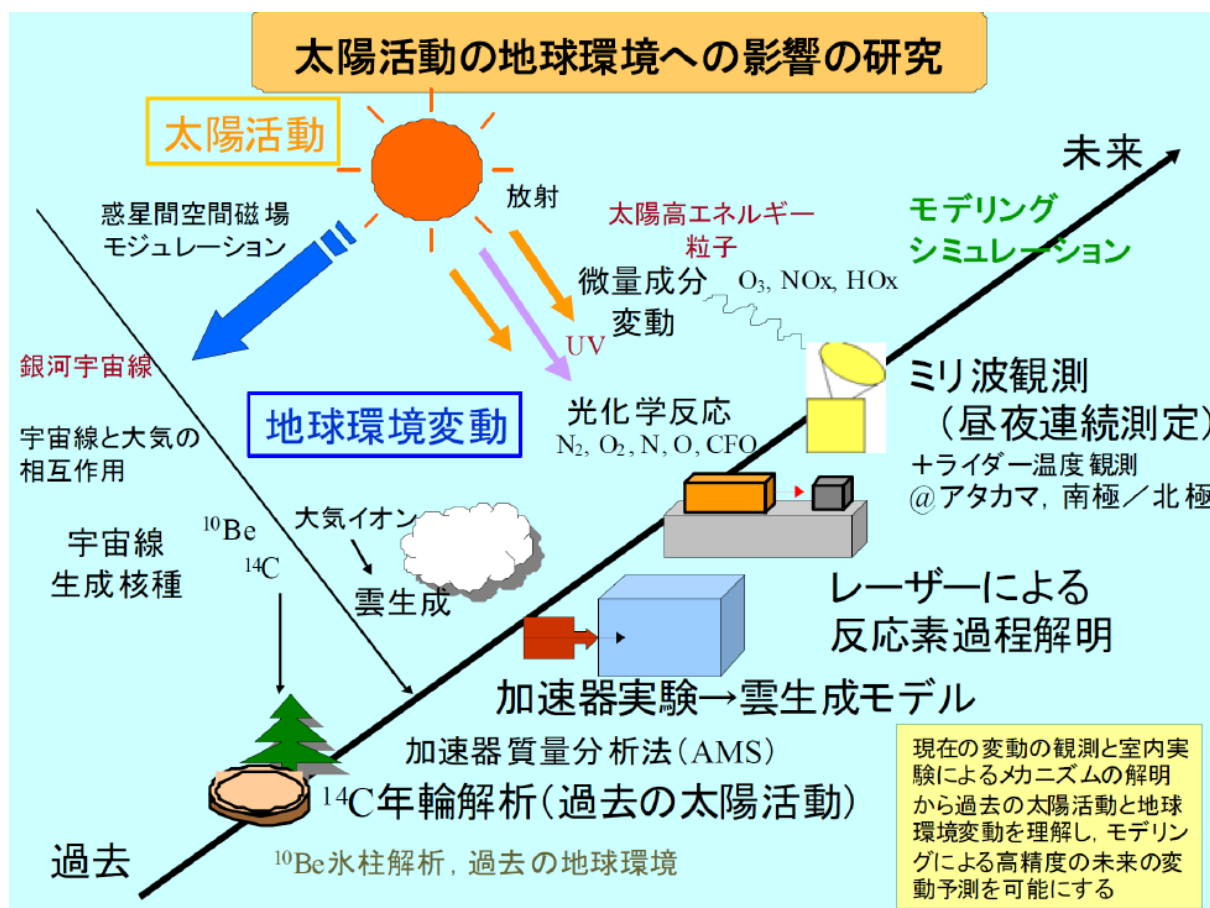 太陽活動の地球環境への影響の研究
太陽活動
未来
放射
惑星間空間磁場
モジュレーション
太陽高エネルギー
粒子
モデリング
シミュレーション
微量成分
変動
O₃, NOx, HOx
UV
銀河宇宙線
地球環境変動
光化学反応
N₂, O₂, N, O, CFO
ミリ波観測
（昼夜連続測定）
＋ライダー温度観測
@アタカマ, 南極／北極
宇宙線と大気の
相互作用
¹⁰Be
¹⁴C
大気イオン
雲生成
宇宙線
生成核種
レーザーによる
反応素過程解明
加速器実験→雲生成モデル
加速器質量分析法（AMS）
¹⁴C年輪解析（過去の太陽活動）
¹⁰Be氷柱解析, 過去の地球環境
過去
現在の変動の観測と室内実
験によるメカニズムの解明
から過去の太陽活動と地球
環境変動を理解し, モデリン
グによる高精度の未来の変
動予測を可能にする